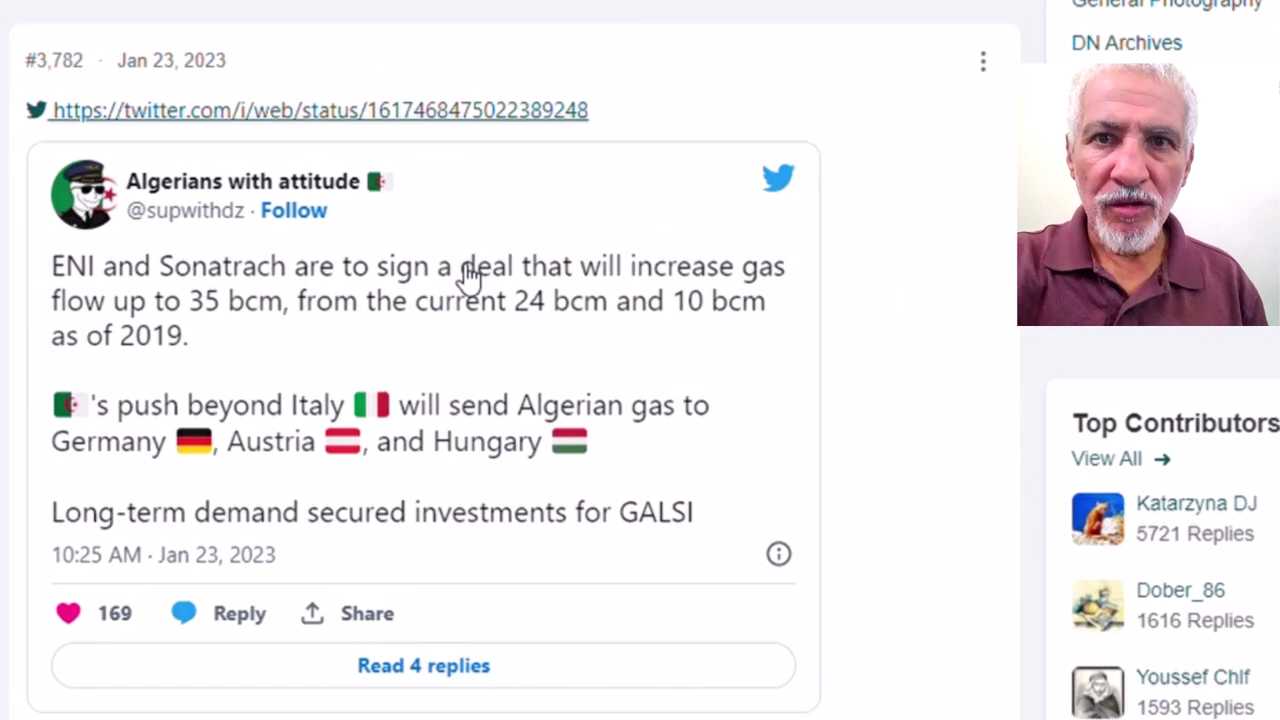 General Photography
DN Archives
#3,782 · Jan 23, 2023
https://twitter.com/i/web/status/1617468475022389248
Algerians with attitude 🇩🇿
@supwithdz · Follow
ENI and Sonatrach are to sign a deal that will increase gas
flow up to 35 bcm, from the current 24 bcm and 10 bcm
as of 2019.
🇩🇿's push beyond Italy 🇮🇹 will send Algerian gas to
Germany 🇩🇪, Austria 🇦🇹, and Hungary 🇭🇺
Long-term demand secured investments for GALSI
10:25 AM · Jan 23, 2023
169 Reply Share
Read 4 replies
Top Contributors
View All →
Katarzyna DJ
5721 Replies
Dober_86
1616 Replies
Youssef Chlf
1593 Replies